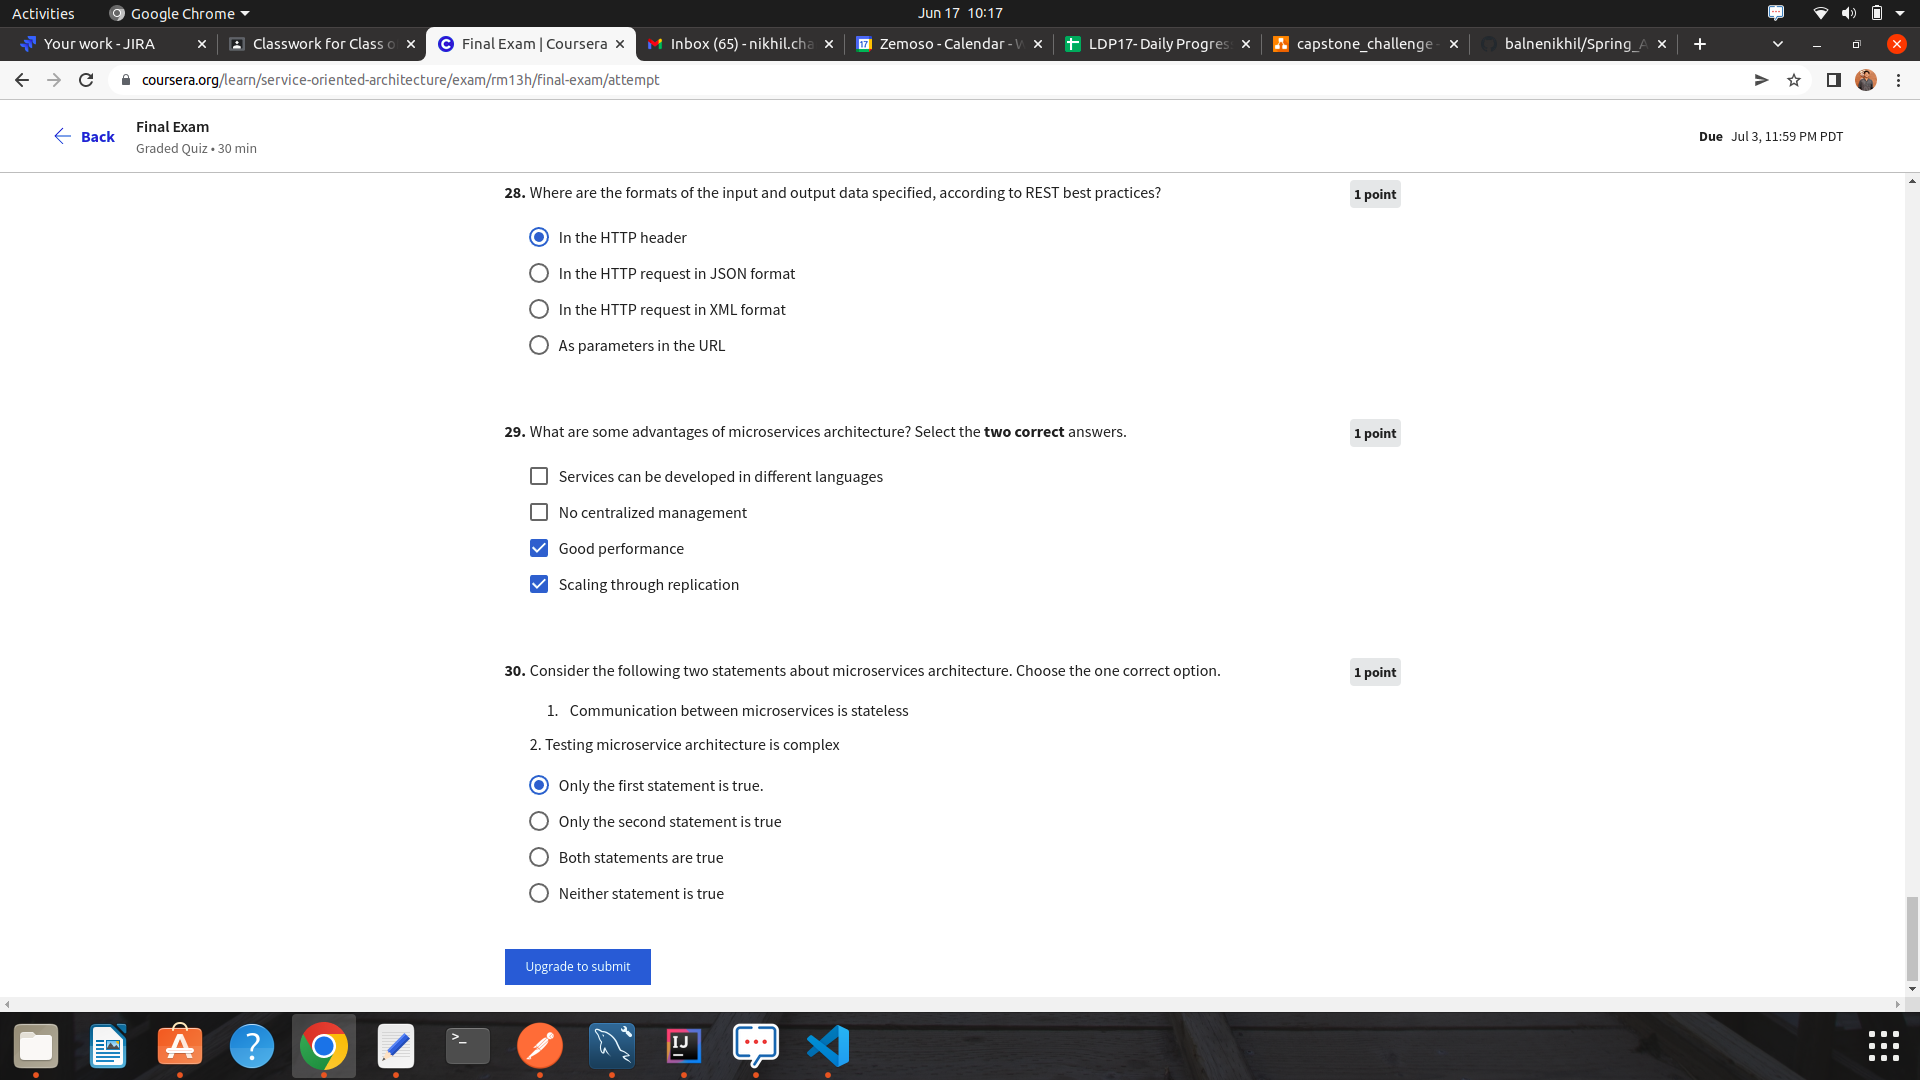 Activities
Google Chrome
Jun 17 10:17
Your work - JIRA
Classwork for Class o
Final Exam | Coursera
Inbox (65) - nikhil.cha
Zemoso - Calendar - W
LDP17- Daily Progres
capstone_challenge
balnenikhil/Spring_A
coursera.org/learn/service-oriented-architecture/exam/rm13h/final-exam/attempt
Back
Final Exam
Graded Quiz • 30 min
Due Jul 3, 11:59 PM PDT
28. Where are the formats of the input and output data specified, according to REST best practices?
1 point
In the HTTP header
In the HTTP request in JSON format
In the HTTP request in XML format
As parameters in the URL
29. What are some advantages of microservices architecture? Select the two correct answers.
1 point
Services can be developed in different languages
No centralized management
Good performance
Scaling through replication
30. Consider the following two statements about microservices architecture. Choose the one correct option.
1 point
1. Communication between microservices is stateless
2. Testing microservice architecture is complex
Only the first statement is true.
Only the second statement is true
Both statements are true
Neither statement is true
Upgrade to submit